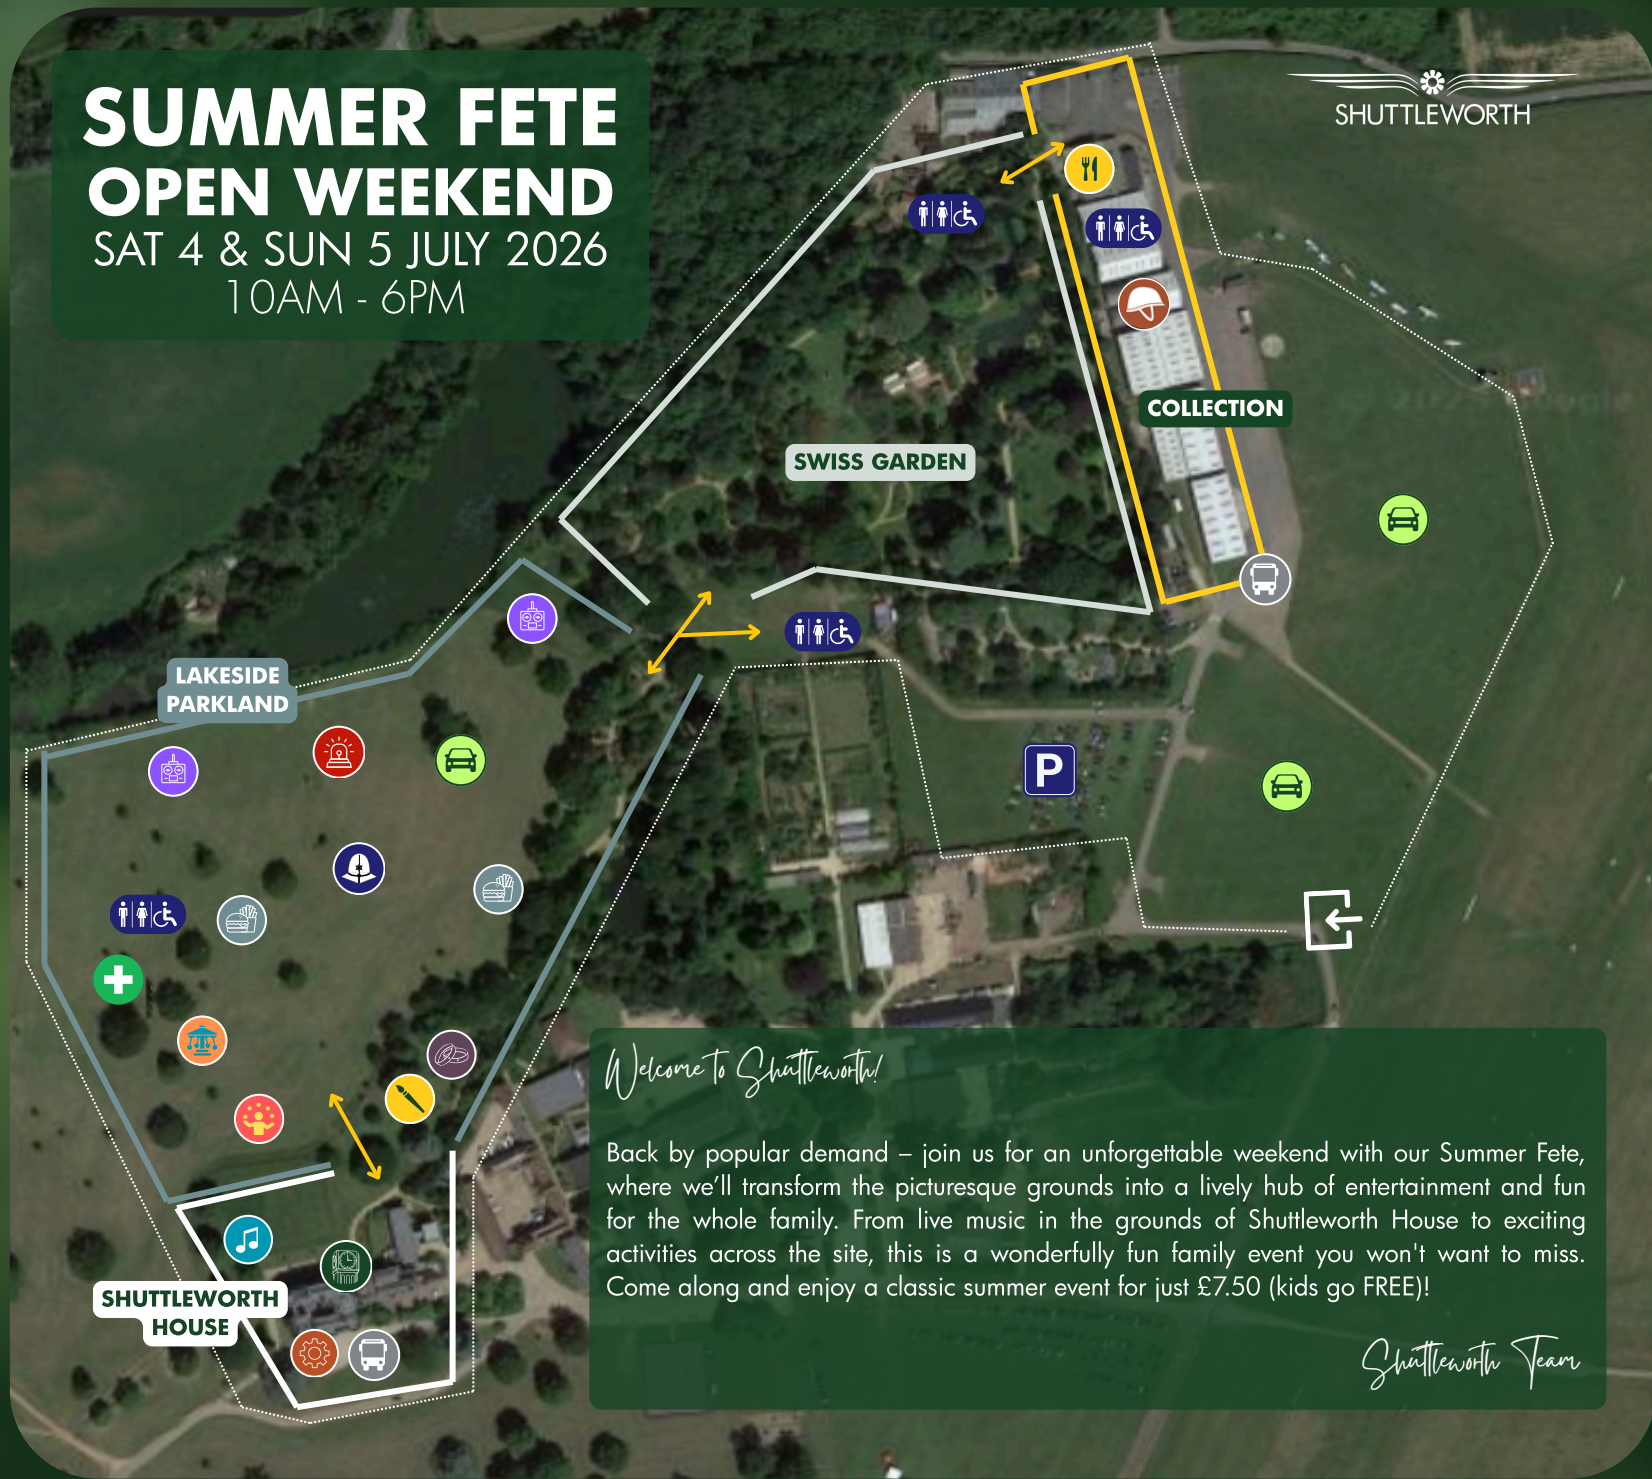 SUMMER FETE
OPEN WEEKEND
SAT 4 & SUN 5 JULY 2026
10AM - 6PM
SHUTTLEWORTH
COLLECTION
SWISS GARDEN
LAKESIDE
PARKLAND
P
SHUTTLEWORTH
HOUSE
Welcome to Shuttleworth!
Back by popular demand – join us for an unforgettable weekend with our Summer Fete,
where we’ll transform the picturesque grounds into a lively hub of entertainment and fun
for the whole family. From live music in the grounds of Shuttleworth House to exciting
activities across the site, this is a wonderfully fun family event you won't want to miss.
Come along and enjoy a classic summer event for just £7.50 (kids go FREE)!
Shuttleworth Team